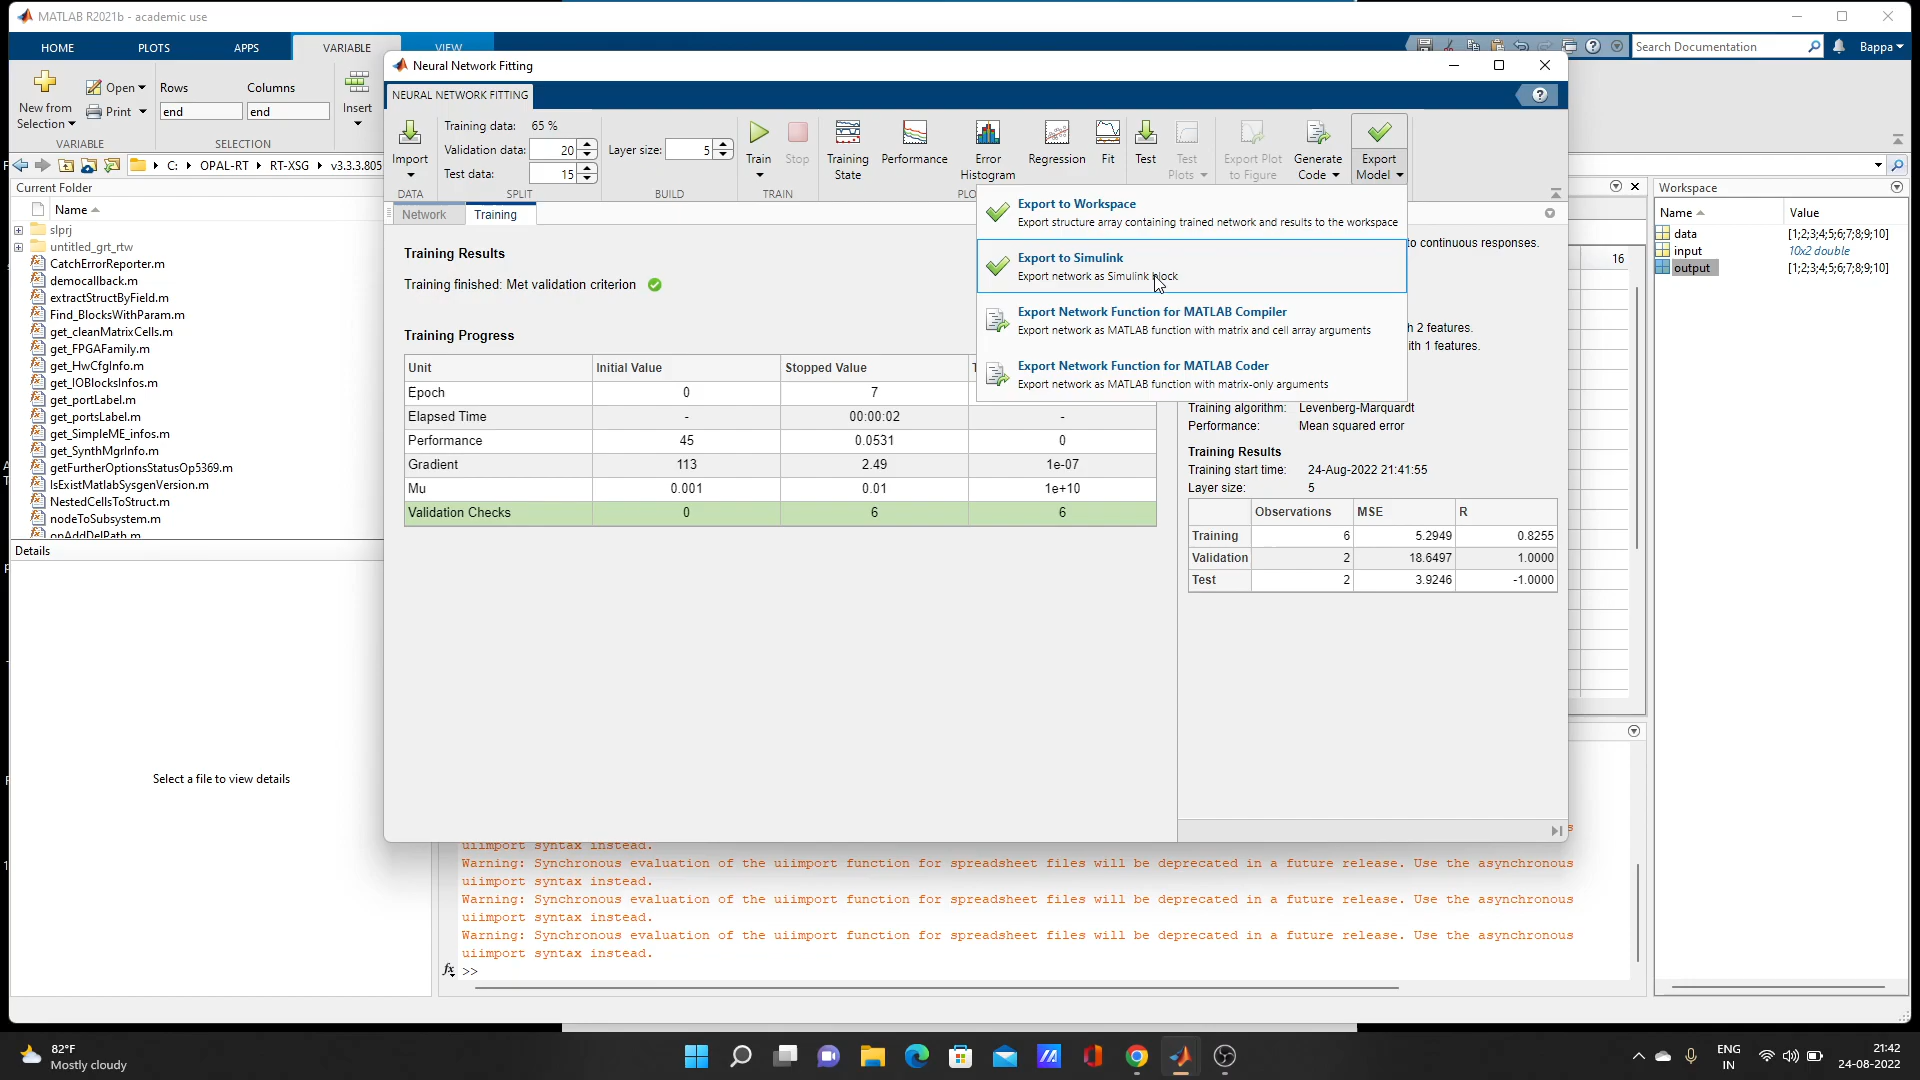 MATLAB R2021b - academic use
HOME
PLOTS
APPS
VARIABLE
VIEW
Search Documentation
Bappa
New from
Selection
Open
Print
Rows
Columns
end
end
Insert
VARIABLE
SELECTION
C:
OPAL-RT
RT-XSG
v3.3.3.805
Current Folder
Name
slprj
untitled_grt_rtw
CatchErrorReporter.m
democallback.m
extractStructByField.m
Find_BlocksWithParam.m
get_cleanMatrixCells.m
get_FPGAFamily.m
get_HwCfgInfo.m
get_IOBlocksInfos.m
get_portLabel.m
get_portsLabel.m
get_SimpleME_infos.m
get_SynthMgrInfo.m
getFurtherOptionsStatusOp5369.m
IsExistMatlabSysgenVersion.m
NestedCellsToStruct.m
nodeToSubsystem.m
onAddDelPath.m
Details
Select a file to view details
Neural Network Fitting
NEURAL NETWORK FITTING
Import
DATA
Training data: 65 %
Validation data: 20
Test data: 15
SPLIT
Layer size: 5
BUILD
Train
Stop
TRAIN
Training
State
Performance
Error
Histogram
Regression
Fit
PLO
Test
Test
Plots
Export Plot
to Figure
Generate
Code
Export
Model
Export to Workspace
Export structure array containing trained network and results to the workspace
Export to Simulink
Export network as Simulink block
Export Network Function for MATLAB Compiler
Export network as MATLAB function with matrix and cell array arguments
Export Network Function for MATLAB Coder
Export network as MATLAB function with matrix-only arguments
Network
Training
Training Results
Training finished: Met validation criterion
Training Progress
Unit Initial Value Stopped Value T
Epoch 0 7
Elapsed Time - 00:00:02 -
Performance 45 0.0531 0
Gradient 113 2.49 1e-07
Mu 0.001 0.01 1e+10
Validation Checks 0 6 6
to continuous responses.
h 2 features.
ith 1 features.
Training algorithm: Levenberg-Marquardt
Performance: Mean squared error
Training Results
Training start time: 24-Aug-2022 21:41:55
Layer size: 5
Observations MSE R
Training 6 5.2949 0.8255
Validation 2 18.6497 1.0000
Test 2 3.9246 -1.0000
16
Workspace
Name Value
data [1;2;3;4;5;6;7;8;9;10]
input 10x2 double
output [1;2;3;4;5;6;7;8;9;10]
uiimport syntax instead.
Warning: Synchronous evaluation of the uiimport function for spreadsheet files will be deprecated in a future release. Use the asynchronous
uiimport syntax instead.
Warning: Synchronous evaluation of the uiimport function for spreadsheet files will be deprecated in a future release. Use the asynchronous
uiimport syntax instead.
Warning: Synchronous evaluation of the uiimport function for spreadsheet files will be deprecated in a future release. Use the asynchronous
uiimport syntax instead.
fx >>
82°F
Mostly cloudy
ENG
IN
21:42
24-08-2022